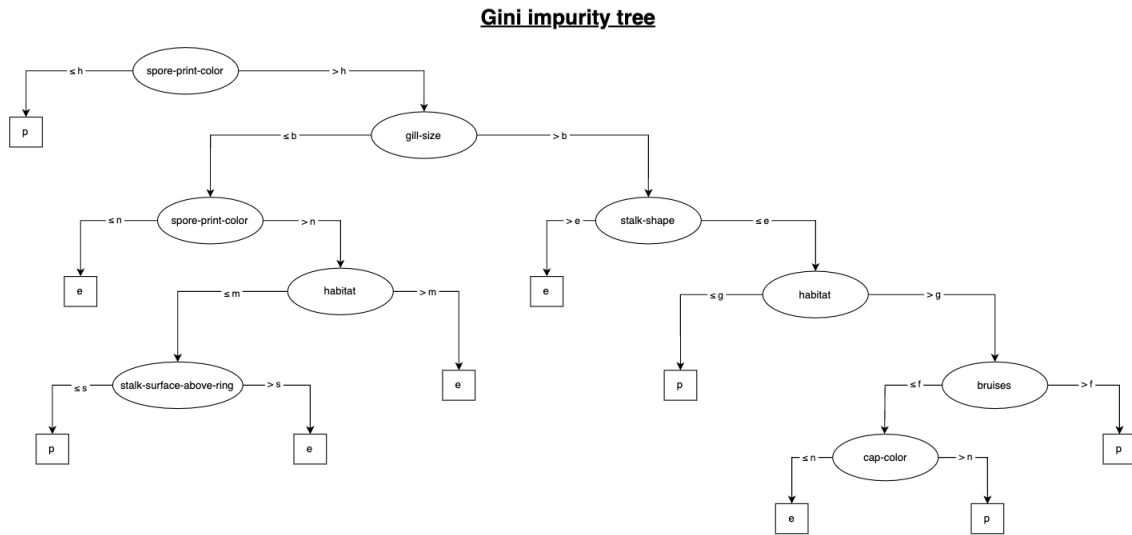 Gini impurity tree
≤ h
spore-print-color
> h
p
≤ b
gill-size
> b
≤ n
spore-print-color
> n
> e
stalk-shape
≤ e
e
≤ m
habitat
> m
e
≤ g
habitat
> g
≤ s
stalk-surface-above-ring
> s
e
p
≤ f
bruises
> f
p
e
≤ n
cap-color
> n
p
e
p